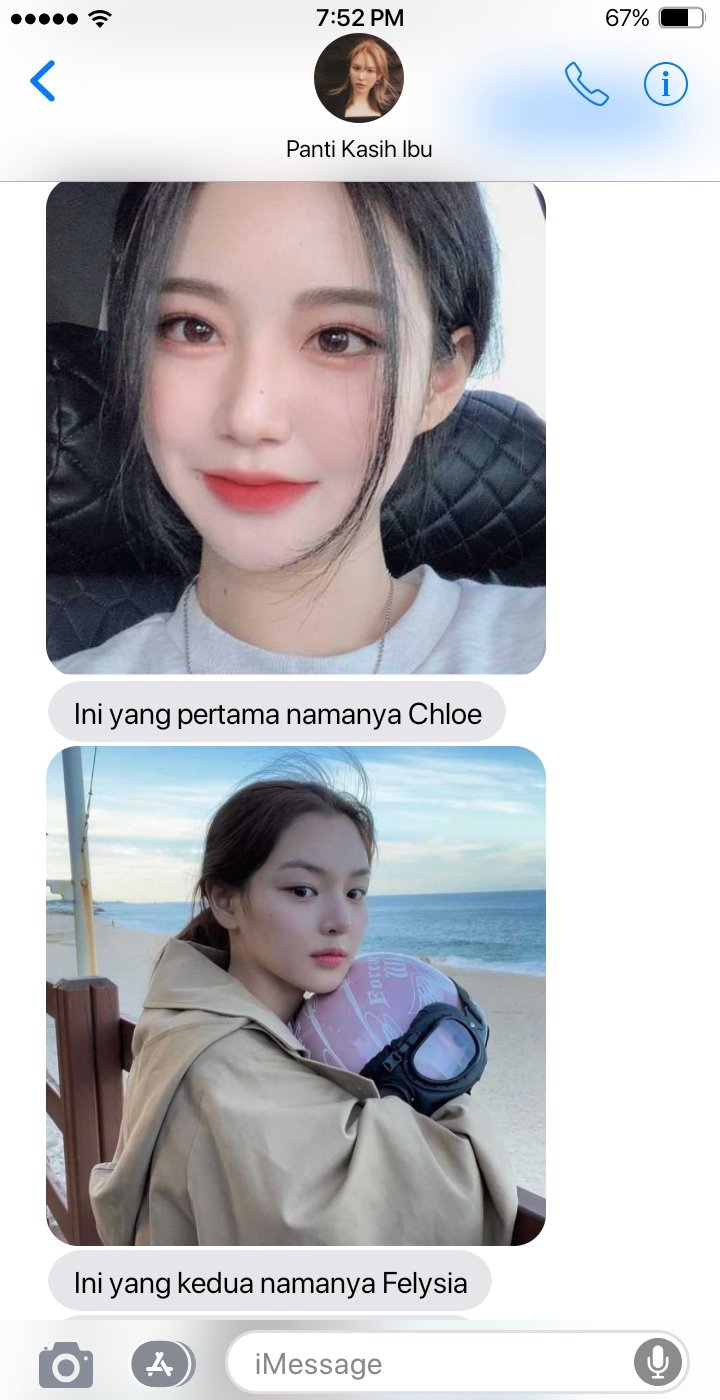 7:52 PM
67%
Panti Kasih Ibu
Ini yang pertama namanya Chloe
Ini yang kedua namanya Felysia
iMessage